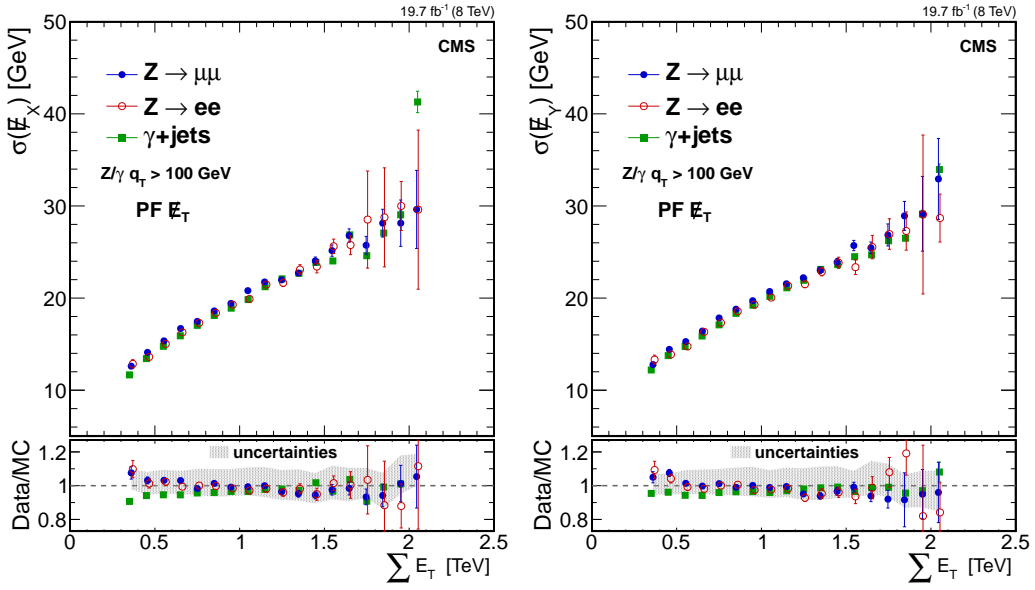 19.7 fb⁻¹ (8 TeV)
CMS
σ(E̸_X) [GeV]
50
40
30
20
10
Z → μμ
Z → ee
γ+jets
Z/γ q_T > 100 GeV
PF E̸_T
Data/MC
1.2
1
0.8
uncertainties
0 0.5 1 1.5 2 2.5
∑ E_T [TeV]
19.7 fb⁻¹ (8 TeV)
CMS
σ(E̸_Y) [GeV]
50
40
30
20
10
Z → μμ
Z → ee
γ+jets
Z/γ q_T > 100 GeV
PF E̸_T
Data/MC
1.2
1
0.8
uncertainties
0 0.5 1 1.5 2 2.5
∑ E_T [TeV]